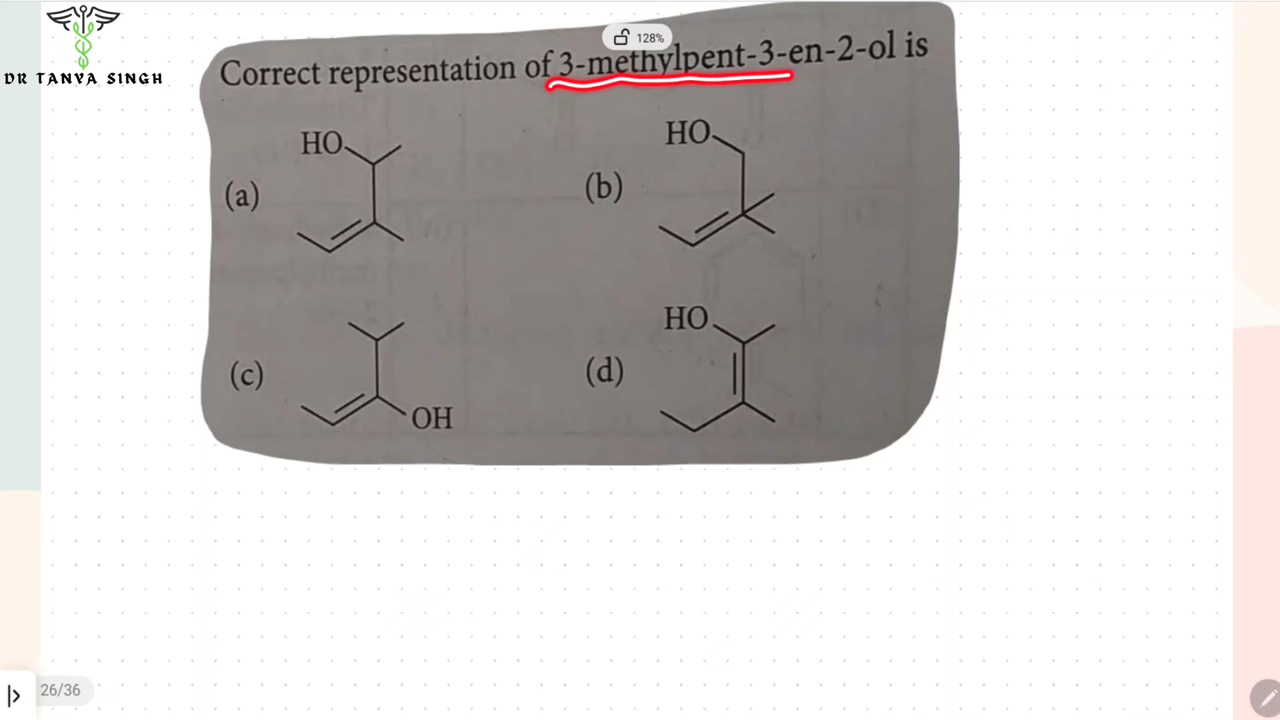 DR TANYA SINGH
128%
Correct representation of 3-methylpent-3-en-2-ol is
HO
(a)
HO
(b)
(c)
OH
HO
(d)
26/36